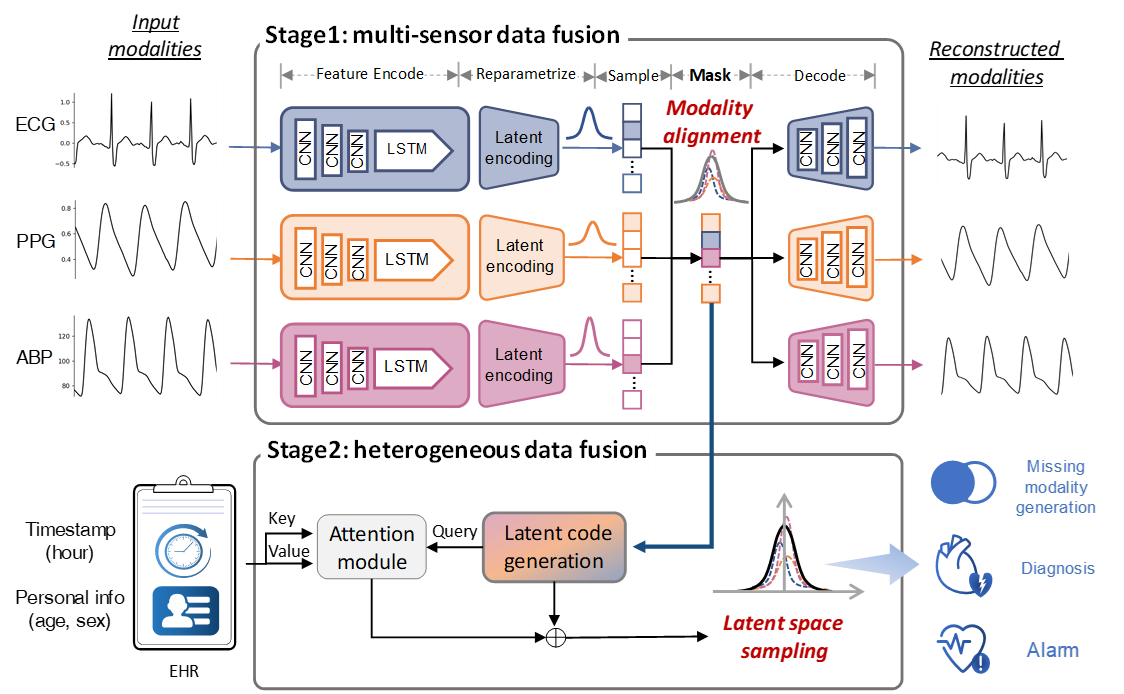 Input
modalities
Stage1: multi-sensor data fusion
Reconstructed
modalities
Feature Encode
Reparametrize
Sample
Mask
Decode
Modality
alignment
ECG
1.0
0.5
0.0
−0.5
CNN
CNN
CNN
LSTM
Latent
encoding
CNN
CNN
CNN
PPG
0.8
0.6
0.4
CNN
CNN
CNN
LSTM
Latent
encoding
CNN
CNN
CNN
ABP
120
100
80
CNN
CNN
CNN
LSTM
Latent
encoding
CNN
CNN
CNN
Stage2: heterogeneous data fusion
Timestamp
(hour)
Personal info
(age, sex)
EHR
Key
Value
Attention
module
Query
Latent code
generation
Latent space
sampling
Missing
modality
generation
Diagnosis
Alarm